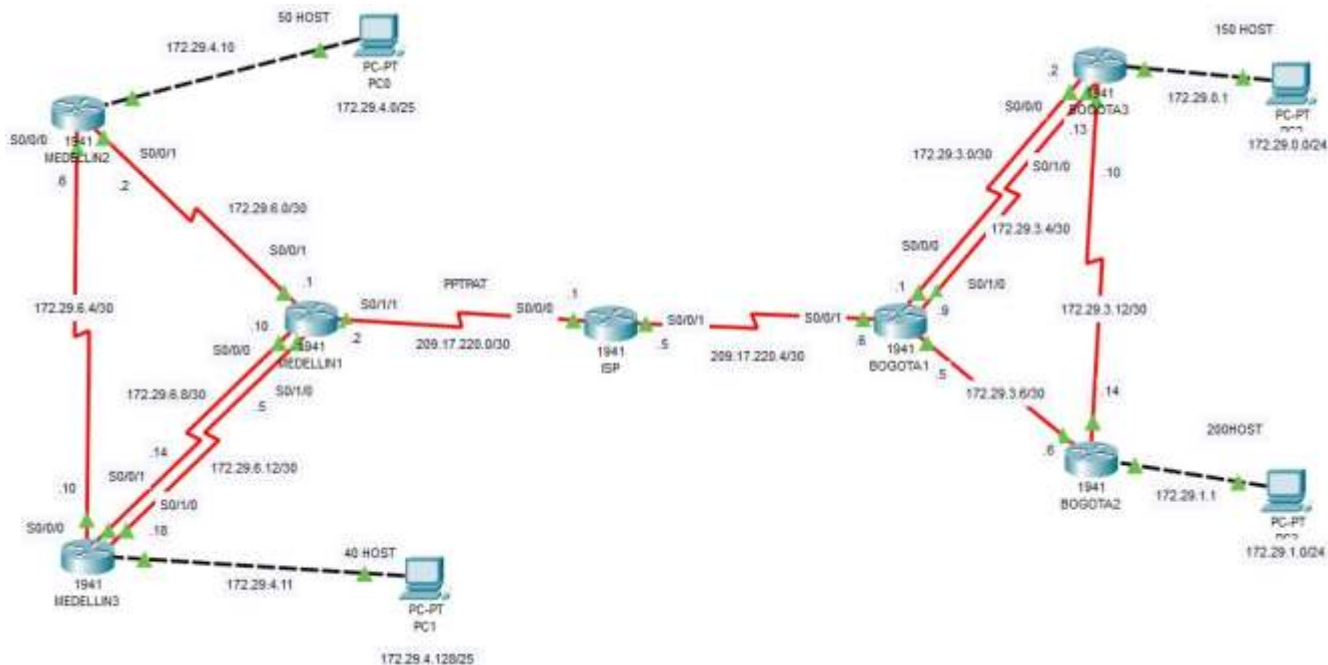 50 HOST
172.29.4.10
PC-PT
PC0
172.29.4.0/25
S0/0/0
1941
MEDELLIN2
S0/0/1
.6
.2
172.29.6.0/30
S0/0/1
.1
172.29.6.4/30
.10
S0/0/0
1941
MEDELLIN1
S0/1/1
.2
PPTPAT
209.17.220.0/30
S0/0/0
.1
1941
ISP
S0/0/1
.5
209.17.220.4/30
S0/0/1
.6
1941
BOGOTA1
172.29.6.8/30
S0/1/0
.5
.14
172.29.6.12/30
S0/0/1
.10
S0/1/0
.18
S0/0/0
1941
MEDELLIN3
40 HOST
172.29.4.11
PC-PT
PC1
172.29.4.128/25
150 HOST
.2
1941
BOGOTA3
172.29.0.1
PC-PT
172.29.0.0/24
S0/0/0
.13
172.29.3.0/30
S0/1/0
.10
172.29.3.4/30
S0/0/0
.1
S0/1/0
.9
172.29.3.12/30
.5
172.29.3.6/30
.14
.6
200HOST
1941
BOGOTA2
172.29.1.1
PC-PT
172.29.1.0/24